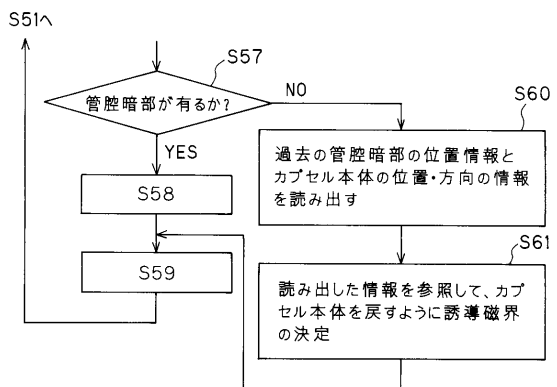 S51へ
S57
管腔暗部が有るか?
NO
YES
S58
S59
S60
過去の管腔暗部の位置情報と
カプセル本体の位置・方向の情報
を読み出す
S61
読み出した情報を参照して、カプ
セル本体を戻すように誘導磁界
の決定